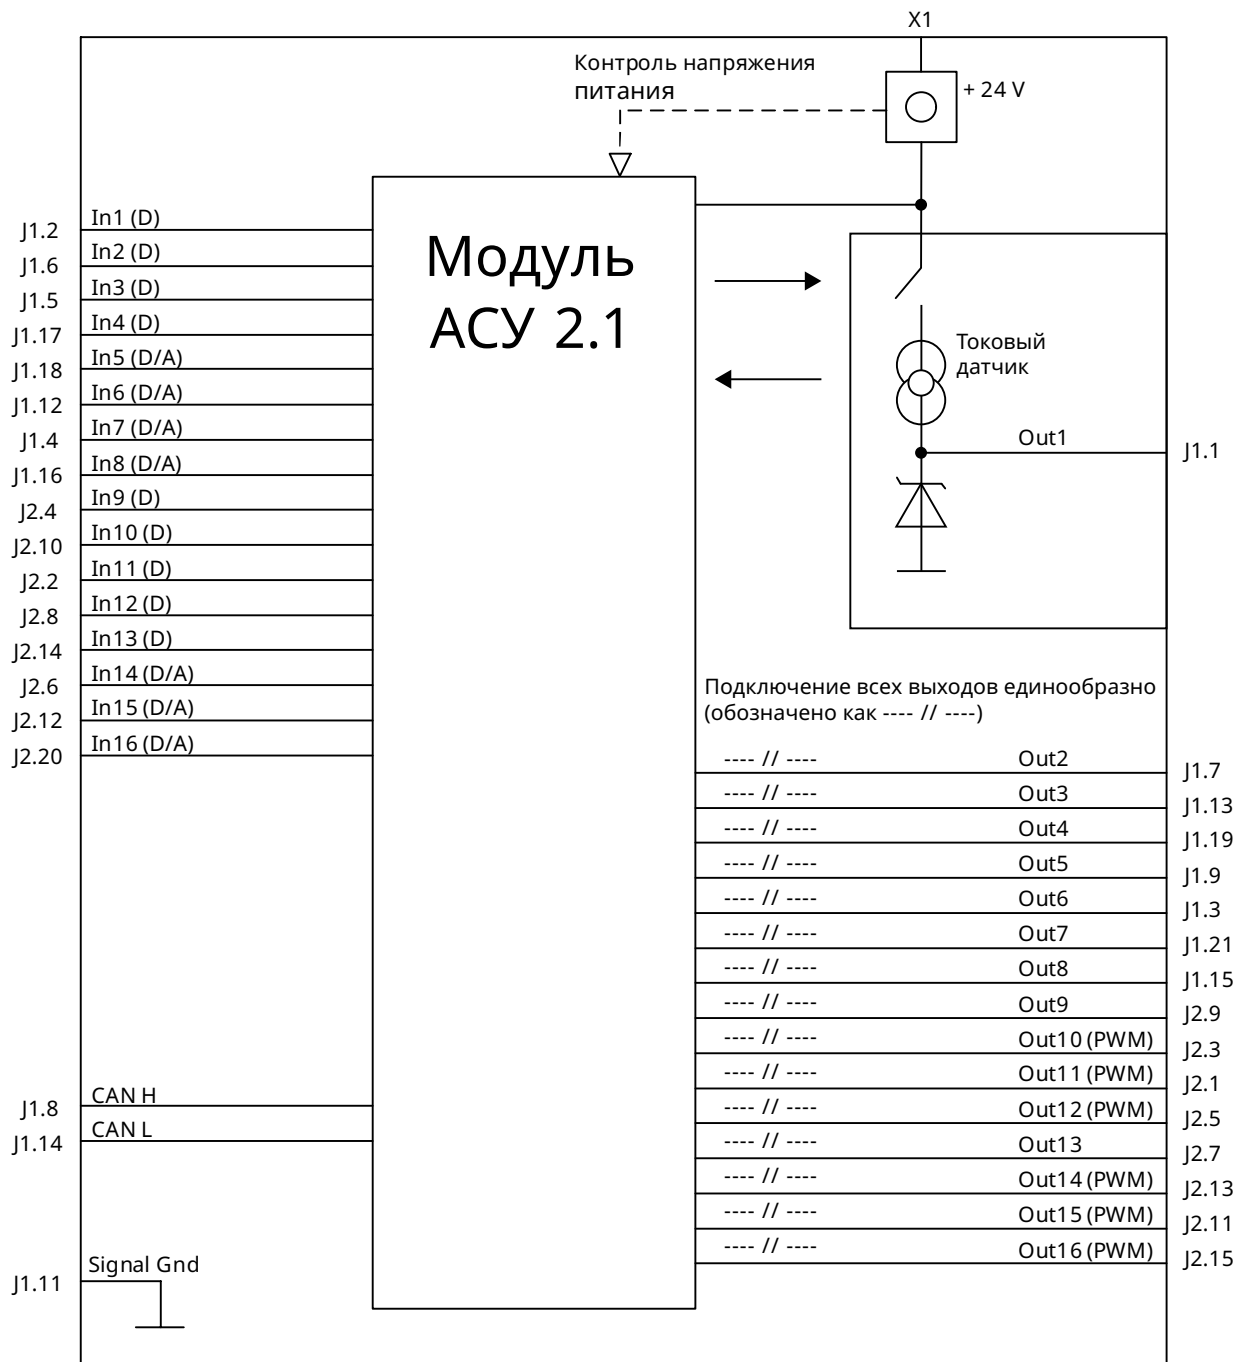 X1
Контроль напряжения
питания
+ 24 V
Модуль
АСУ 2.1
J1.2 In1 (D)
J1.6 In2 (D)
J1.5 In3 (D)
J1.17 In4 (D)
J1.18 In5 (D/A)
J1.12 In6 (D/A)
J1.4 In7 (D/A)
J1.16 In8 (D/A)
J2.4 In9 (D)
J2.10 In10 (D)
J2.2 In11 (D)
J2.8 In12 (D)
J2.14 In13 (D)
J2.6 In14 (D/A)
J2.12 In15 (D/A)
J2.20 In16 (D/A)
J1.8 CAN H
J1.14 CAN L
J1.11 Signal Gnd
Токовый
датчик
Out1 J1.1
Подключение всех выходов единообразно
(обозначено как ---- // ----)
---- // ---- Out2 J1.7
---- // ---- Out3 J1.13
---- // ---- Out4 J1.19
---- // ---- Out5 J1.9
---- // ---- Out6 J1.3
---- // ---- Out7 J1.21
---- // ---- Out8 J1.15
---- // ---- Out9 J2.9
---- // ---- Out10 (PWM) J2.3
---- // ---- Out11 (PWM) J2.1
---- // ---- Out12 (PWM) J2.5
---- // ---- Out13 J2.7
---- // ---- Out14 (PWM) J2.13
---- // ---- Out15 (PWM) J2.11
---- // ---- Out16 (PWM) J2.15